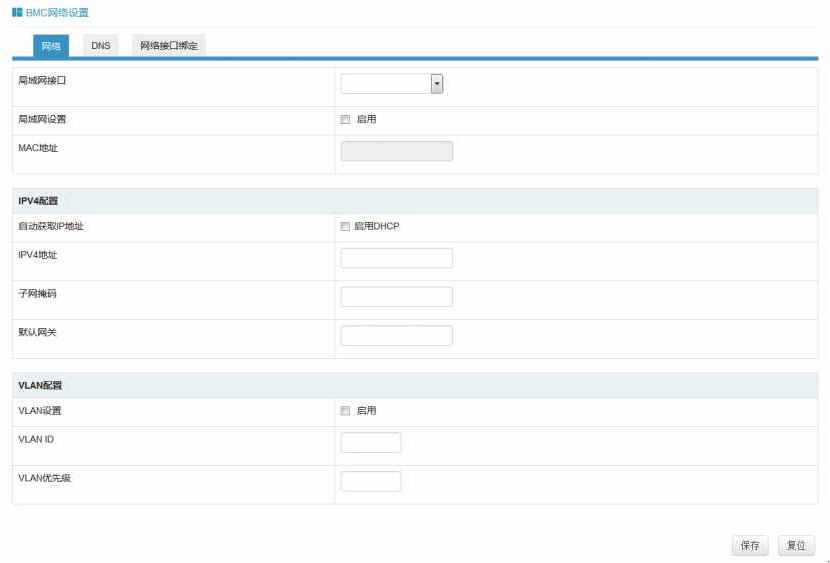 BMC网络设置
网络 DNS 网络接口绑定
局域网接口
局域网设置 启用
MAC地址
IPV4配置
自动获取IP地址 启用DHCP
IPV4地址
子网掩码
默认网关
VLAN配置
VLAN设置 启用
VLAN ID
VLAN优先级
保存 复位